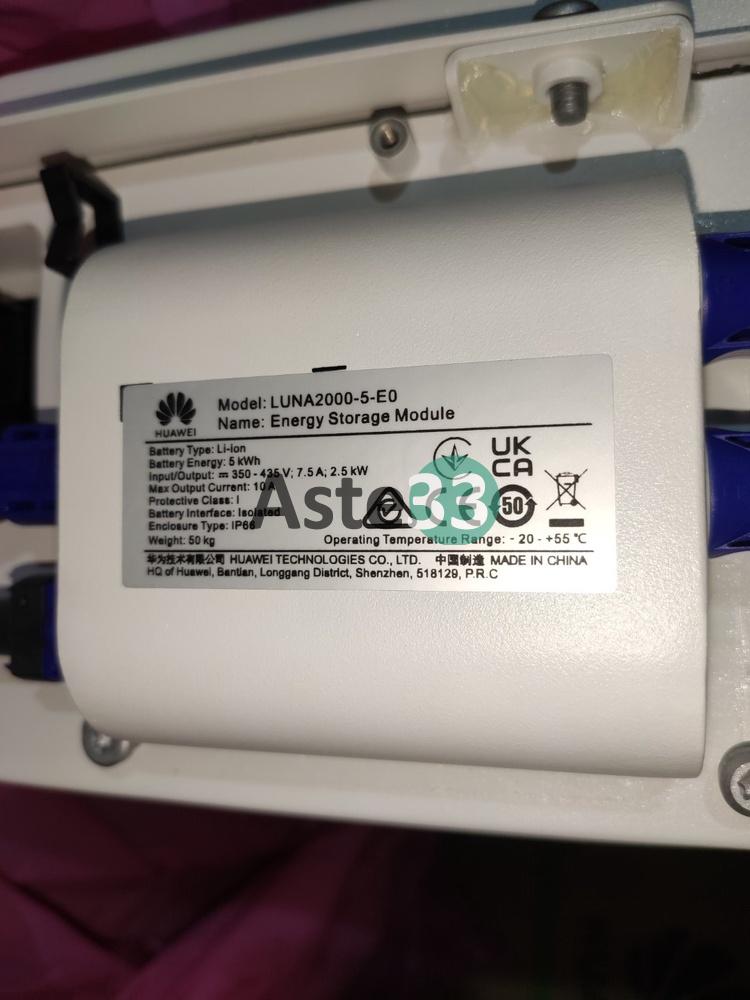 HUAWEI
Model: LUNA2000-5-E0
Name: Energy Storage Module
Battery Type: Li-ion
Battery Energy: 5 kWh
Input/Output: ⎓ 350 - 435 V; 7.5 A; 2.5 kW
Max Output Current: 10 A
Protective Class: I
Battery Interface: Isolated
Enclosure Type: IP66
Weight: 50 kg
UK
CA
CE
50
Operating Temperature Range: - 20 - +55 ℃
华为技术有限公司 HUAWEI TECHNOLOGIES CO., LTD. 中国制造 MADE IN CHINA
HQ of Huawei, Bantian, Longgang District, Shenzhen, 518129, P.R.C